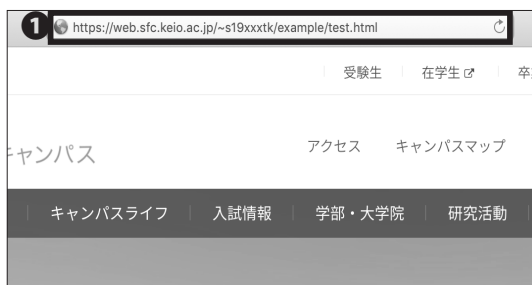 ❶ https://web.sfc.keio.ac.jp/~s19xxxtk/example/test.html
受験生 在学生 卒
キャンパス アクセス キャンパスマップ
キャンパスライフ 入試情報 学部・大学院 研究活動